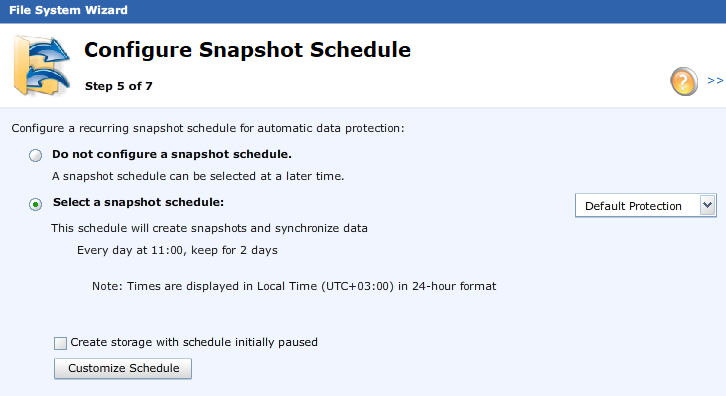 File System Wizard
Configure Snapshot Schedule
Step 5 of 7
?
>>
Configure a recurring snapshot schedule for automatic data protection:
Do not configure a snapshot schedule.
A snapshot schedule can be selected at a later time.
Select a snapshot schedule:
Default Protection
This schedule will create snapshots and synchronize data
Every day at 11:00, keep for 2 days
Note: Times are displayed in Local Time (UTC+03:00) in 24-hour format
Create storage with schedule initially paused
Customize Schedule